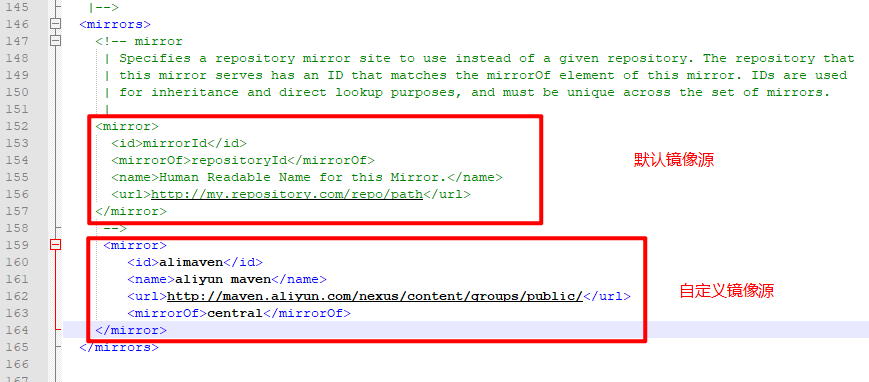 145 |-->
146 <mirrors>
147 <!-- mirror
148 | Specifies a repository mirror site to use instead of a given repository. The repository that
149 | this mirror serves has an ID that matches the mirrorOf element of this mirror. IDs are used
150 | for inheritance and direct lookup purposes, and must be unique across the set of mirrors.
151 |
152 <mirror>
153 <id>mirrorId</id>
154 <mirrorOf>repositoryId</mirrorOf>
默认镜像源
155 <name>Human Readable Name for this Mirror.</name>
156 <url>http://my.repository.com/repo/path</url>
157 </mirror>
158 -->
159 <mirror>
160 <id>alimaven</id>
161 <name>aliyun maven</name>
162 <url>http://maven.aliyun.com/nexus/content/groups/public/</url>
自定义镜像源
163 <mirrorOf>central</mirrorOf>
164 </mirror>
165 </mirrors>
166
167